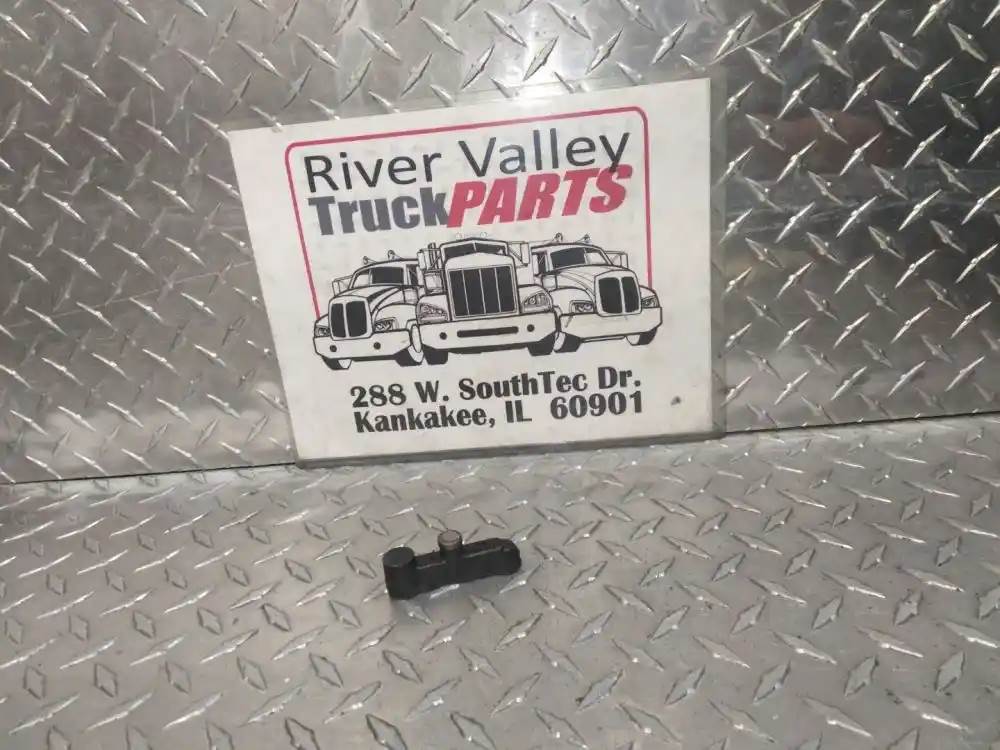 River Valley
TruckPARTS
288 W. SouthTec Dr.
Kankakee, IL 60901